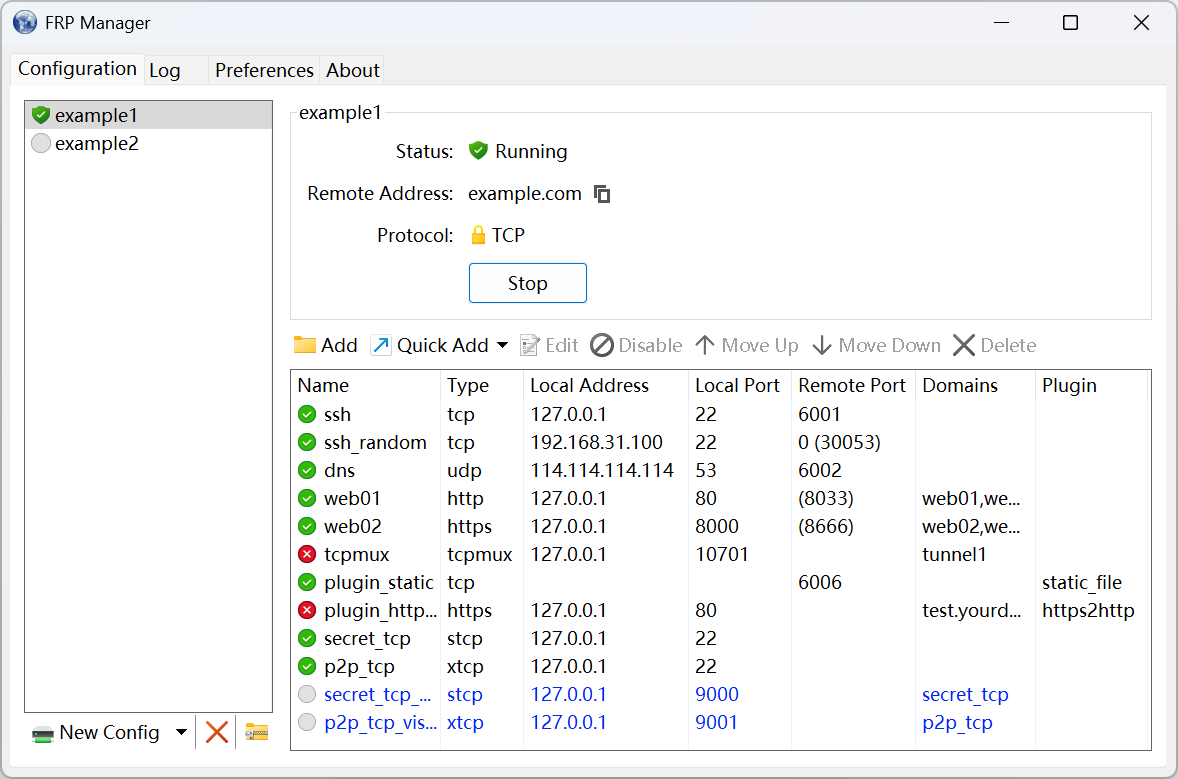 FRP Manager
Configuration Log Preferences About
example1
example2
example1
Status: Running
Remote Address: example.com
Protocol: TCP
Stop
Add Quick Add Edit Disable Move Up Move Down Delete
Name Type Local Address Local Port Remote Port Domains Plugin
ssh tcp 127.0.0.1 22 6001
ssh_random tcp 192.168.31.100 22 0 (30053)
dns udp 114.114.114.114 53 6002
web01 http 127.0.0.1 80 (8033) web01,we...
web02 https 127.0.0.1 8000 (8666) web02,we...
tcpmux tcpmux 127.0.0.1 10701 tunnel1
plugin_static tcp 6006 static_file
plugin_http... https 127.0.0.1 80 test.yourd... https2http
secret_tcp stcp 127.0.0.1 22
p2p_tcp xtcp 127.0.0.1 22
secret_tcp_... stcp 127.0.0.1 9000 secret_tcp
p2p_tcp_vis... xtcp 127.0.0.1 9001 p2p_tcp
New Config